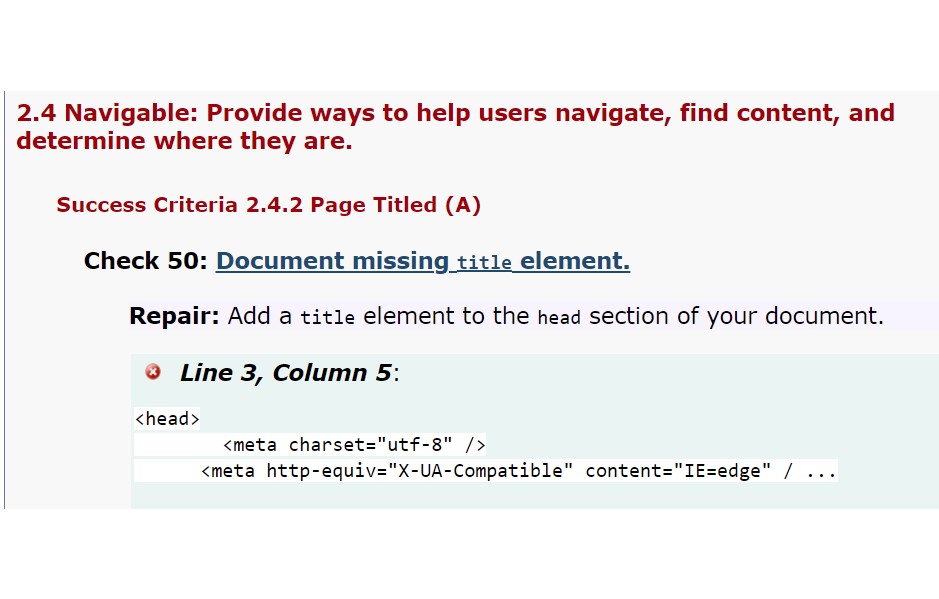 2.4 Navigable: Provide ways to help users navigate, find content, and
determine where they are.
Success Criteria 2.4.2 Page Titled (A)
Check 50: Document missing title element.
Repair: Add a title element to the head section of your document.
Line 3, Column 5:
<head>
<meta charset="utf-8" />
<meta http-equiv="X-UA-Compatible" content="IE=edge" / ...